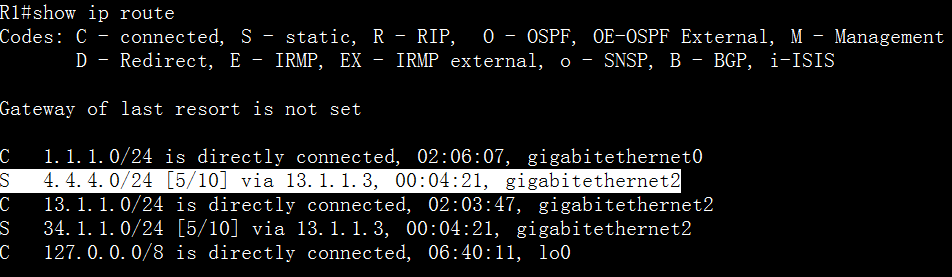 R1#show ip route
Codes: C - connected, S - static, R - RIP,  O - OSPF, OE-OSPF External, M - Management
       D - Redirect, E - IRMP, EX - IRMP external, o - SNSP, B - BGP, i-ISIS
Gateway of last resort is not set
C   1.1.1.0/24 is directly connected, 02:06:07, gigabitethernet0
S   4.4.4.0/24 [5/10] via 13.1.1.3, 00:04:21, gigabitethernet2
C   13.1.1.0/24 is directly connected, 02:03:47, gigabitethernet2
S   34.1.1.0/24 [5/10] via 13.1.1.3, 00:04:21, gigabitethernet2
C   127.0.0.0/8 is directly connected, 06:40:11, lo0